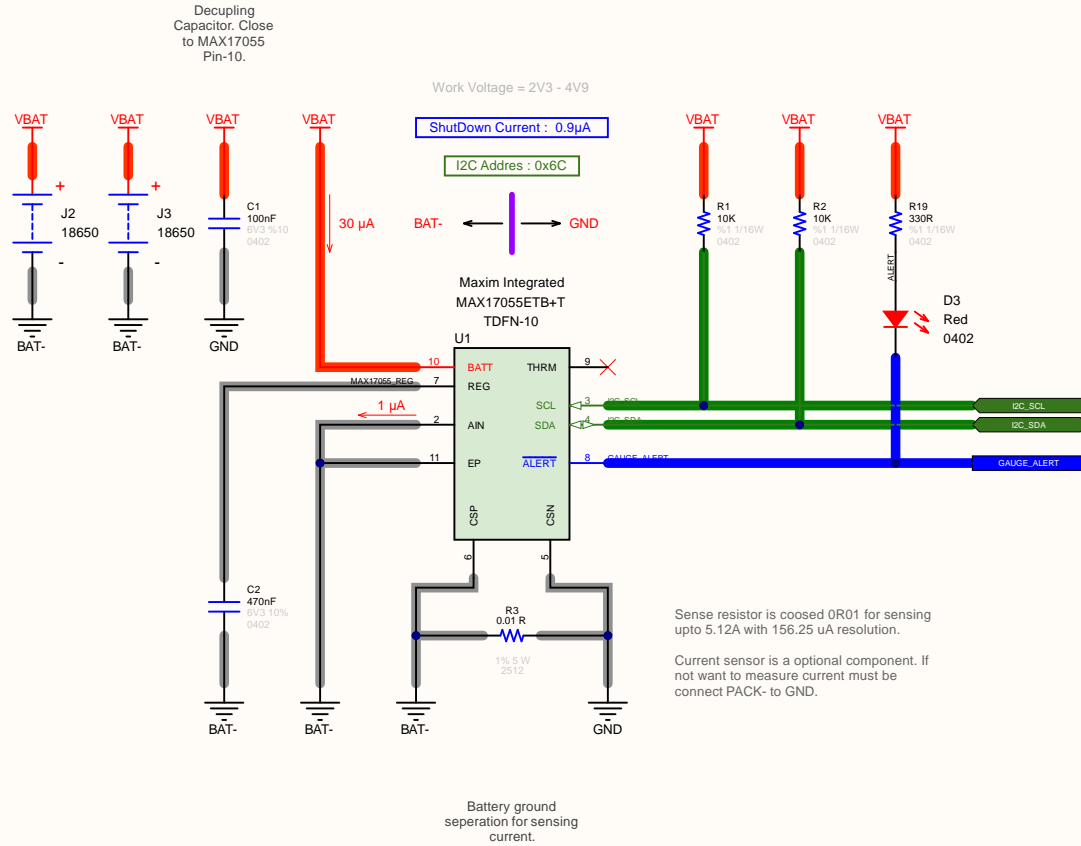 Decupling
Capacitor. Close
to MAX17055
Pin-10.
Work Voltage = 2V3 - 4V9
VBAT
VBAT
VBAT
VBAT
ShutDown Current : 0.9µA
VBAT
VBAT
VBAT
I2C Addres : 0x6C
+
J2
18650
-
+
J3
18650
-
C1
100nF
6V3 %10
0402
30 µA
BAT-
GND
R1
10K
%1 1/16W
0402
R2
10K
%1 1/16W
0402
R19
330R
%1 1/16W
0402
ALERT
BAT-
BAT-
GND
Maxim Integrated
MAX17055ETB+T
TDFN-10
U1
D3
Red
0402
10
BATT
THRM
9
MAX17055_REG
7
REG
1 µA
SCL
3
I2C_SCL
I2C_SCL
2
AIN
SDA
4
I2C_SDA
I2C_SDA
11
EP
ALERT
8
GAUGE_ALERT
GAUGE_ALERT
CSP
CSN
6
5
C2
470nF
6V3 10%
0402
R3
0.01 R
1% 5 W
2512
Sense resistor is coosed 0R01 for sensing
upto 5.12A with 156.25 uA resolution.
Current sensor is a optional component. If
not want to measure current must be
connect PACK- to GND.
BAT-
BAT-
BAT-
GND
Battery ground
seperation for sensing
current.